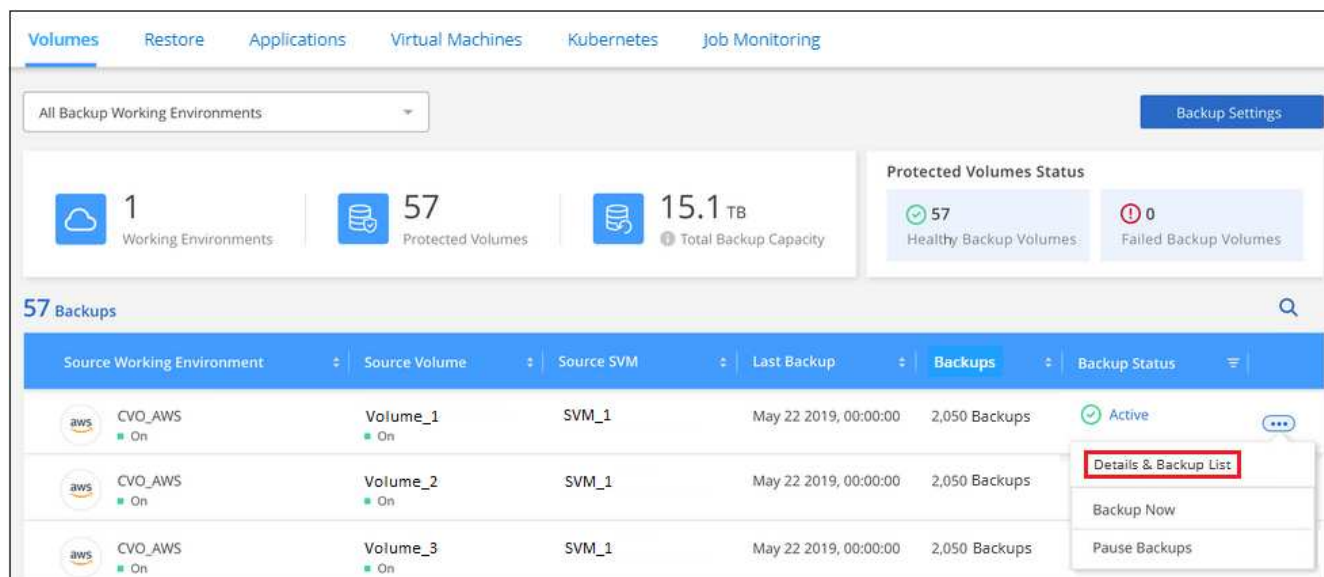 Volumes Restore Applications Virtual Machines Kubernetes Job Monitoring
All Backup Working Environments
Backup Settings
1
Working Environments
57
Protected Volumes
15.1 TB
Total Backup Capacity
Protected Volumes Status
57
Healthy Backup Volumes
0
Failed Backup Volumes
57 Backups
Source Working Environment Source Volume Source SVM Last Backup Backups Backup Status
aws CVO_AWS Volume_1 SVM_1 May 22 2019, 00:00:00 2,050 Backups Active
On On
Details & Backup List
Backup Now
Pause Backups
aws CVO_AWS Volume_2 SVM_1 May 22 2019, 00:00:00 2,050 Backups
On On
aws CVO_AWS Volume_3 SVM_1 May 22 2019, 00:00:00 2,050 Backups
On On